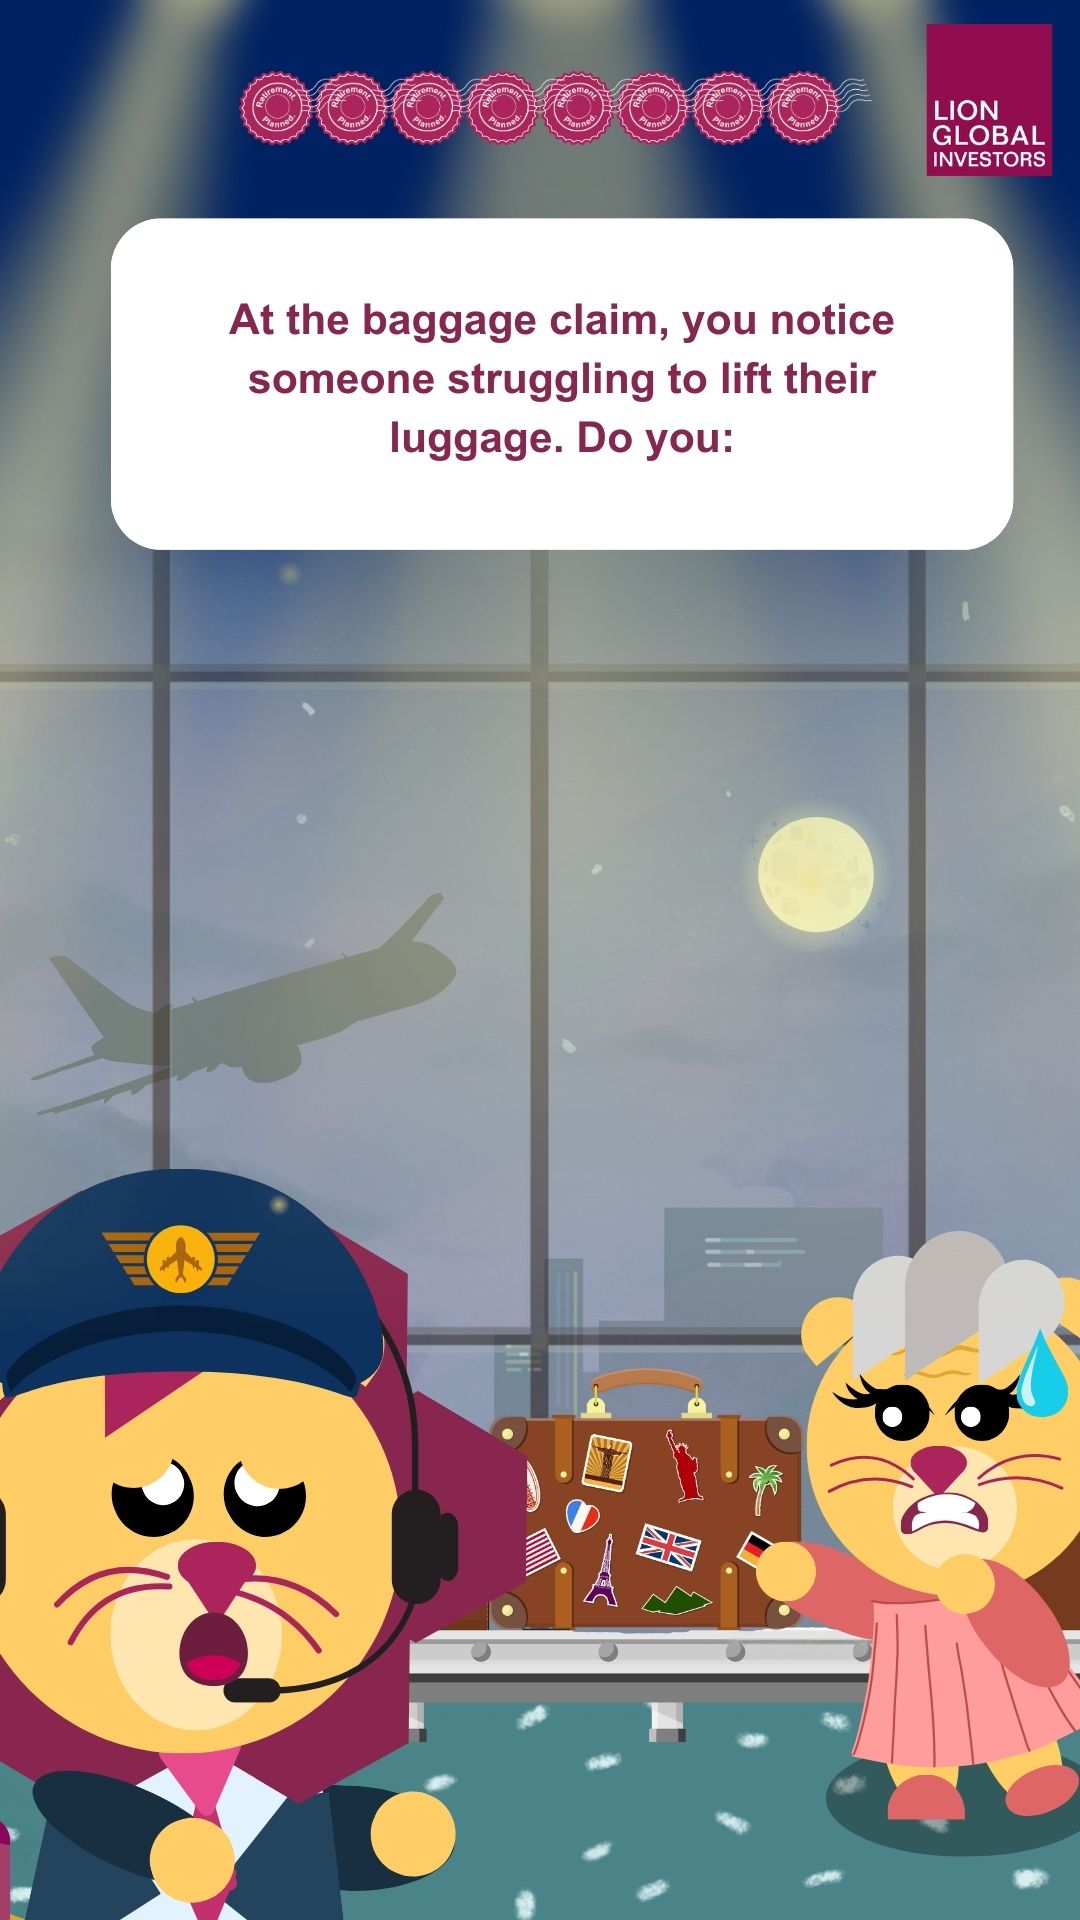 Retirement Planned. Retirement Planned. Retirement Planned. Retirement Planned. Retirement Planned. Retirement Planned. Retirement Planned. Retirement Planned.
LION
GLOBAL
INVESTORS
At the baggage claim, you notice
someone struggling to lift their
luggage. Do you: